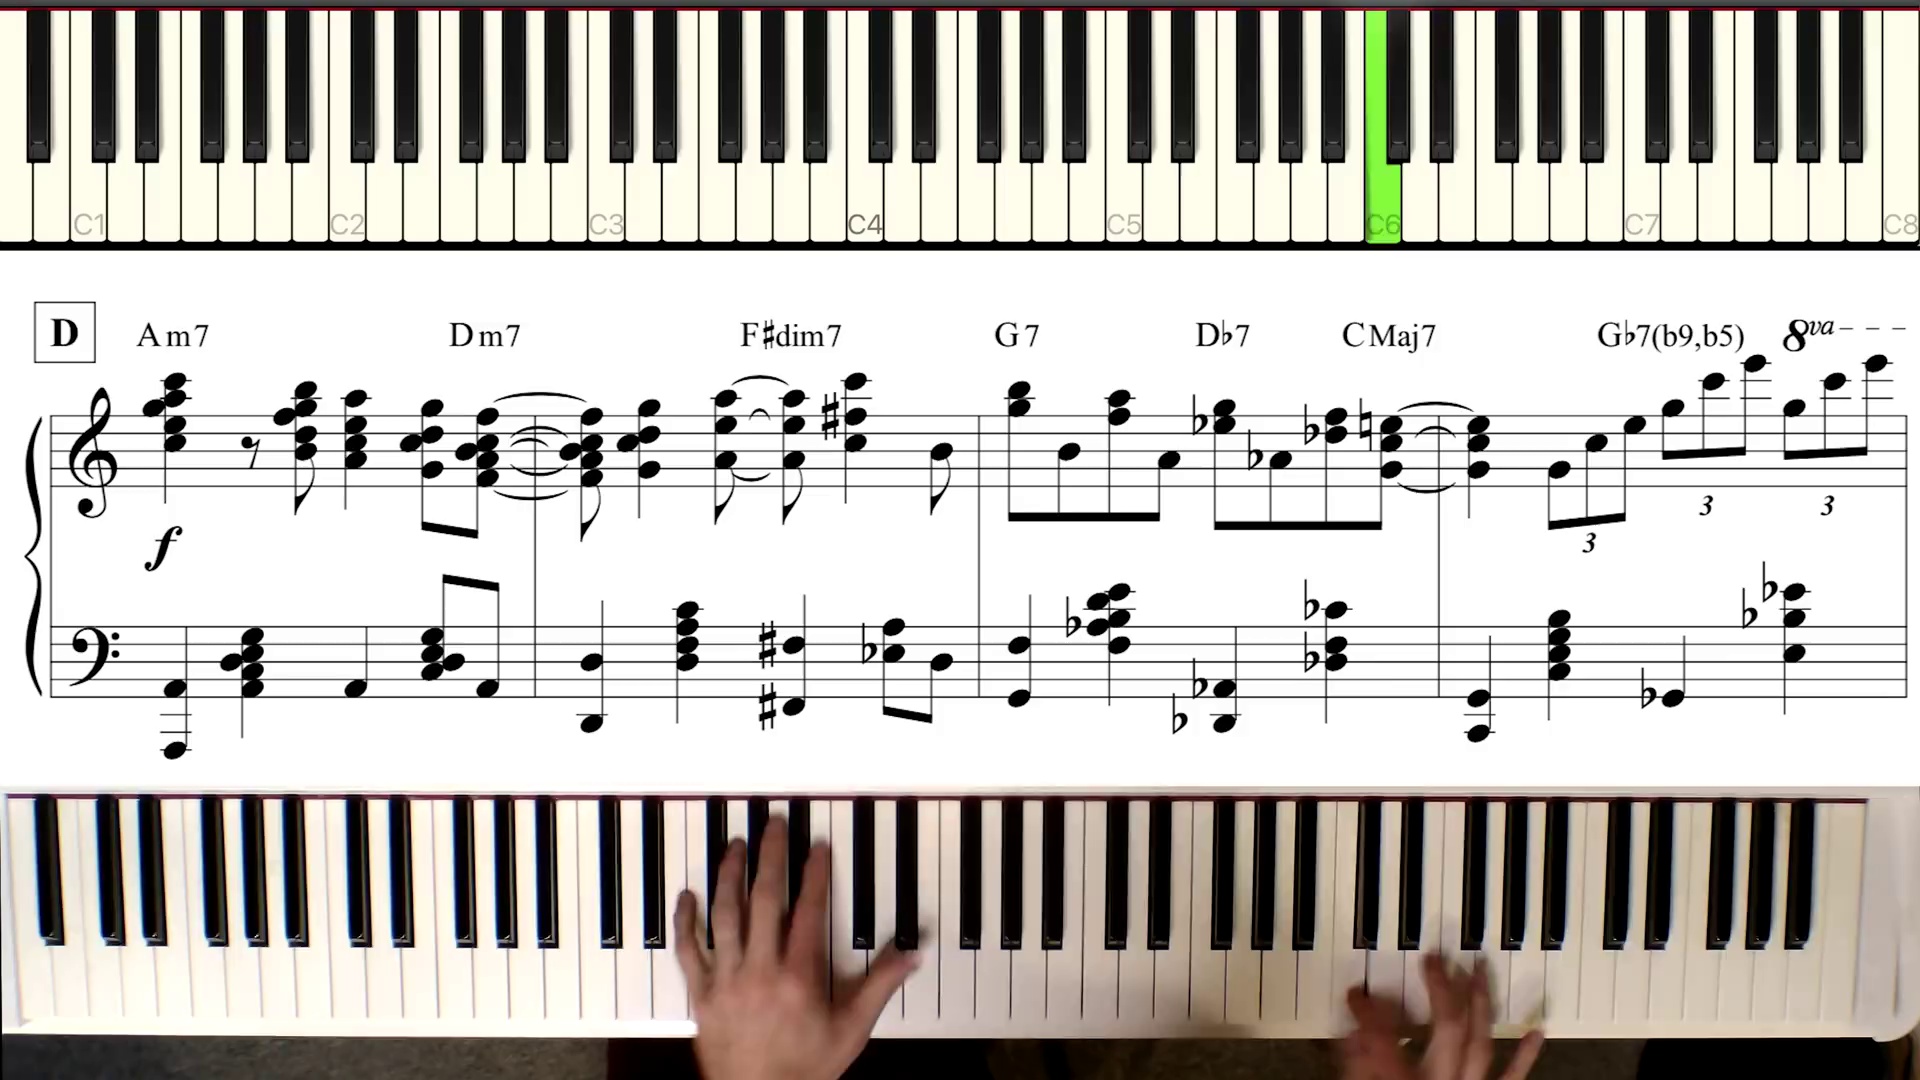 C1 C2 C3 C4 C5 C6 C7 C8
D Am7 Dm7 F♯dim7 G7 D♭7 CMaj7 G♭7(b9,b5) 8va
3 3
f 3